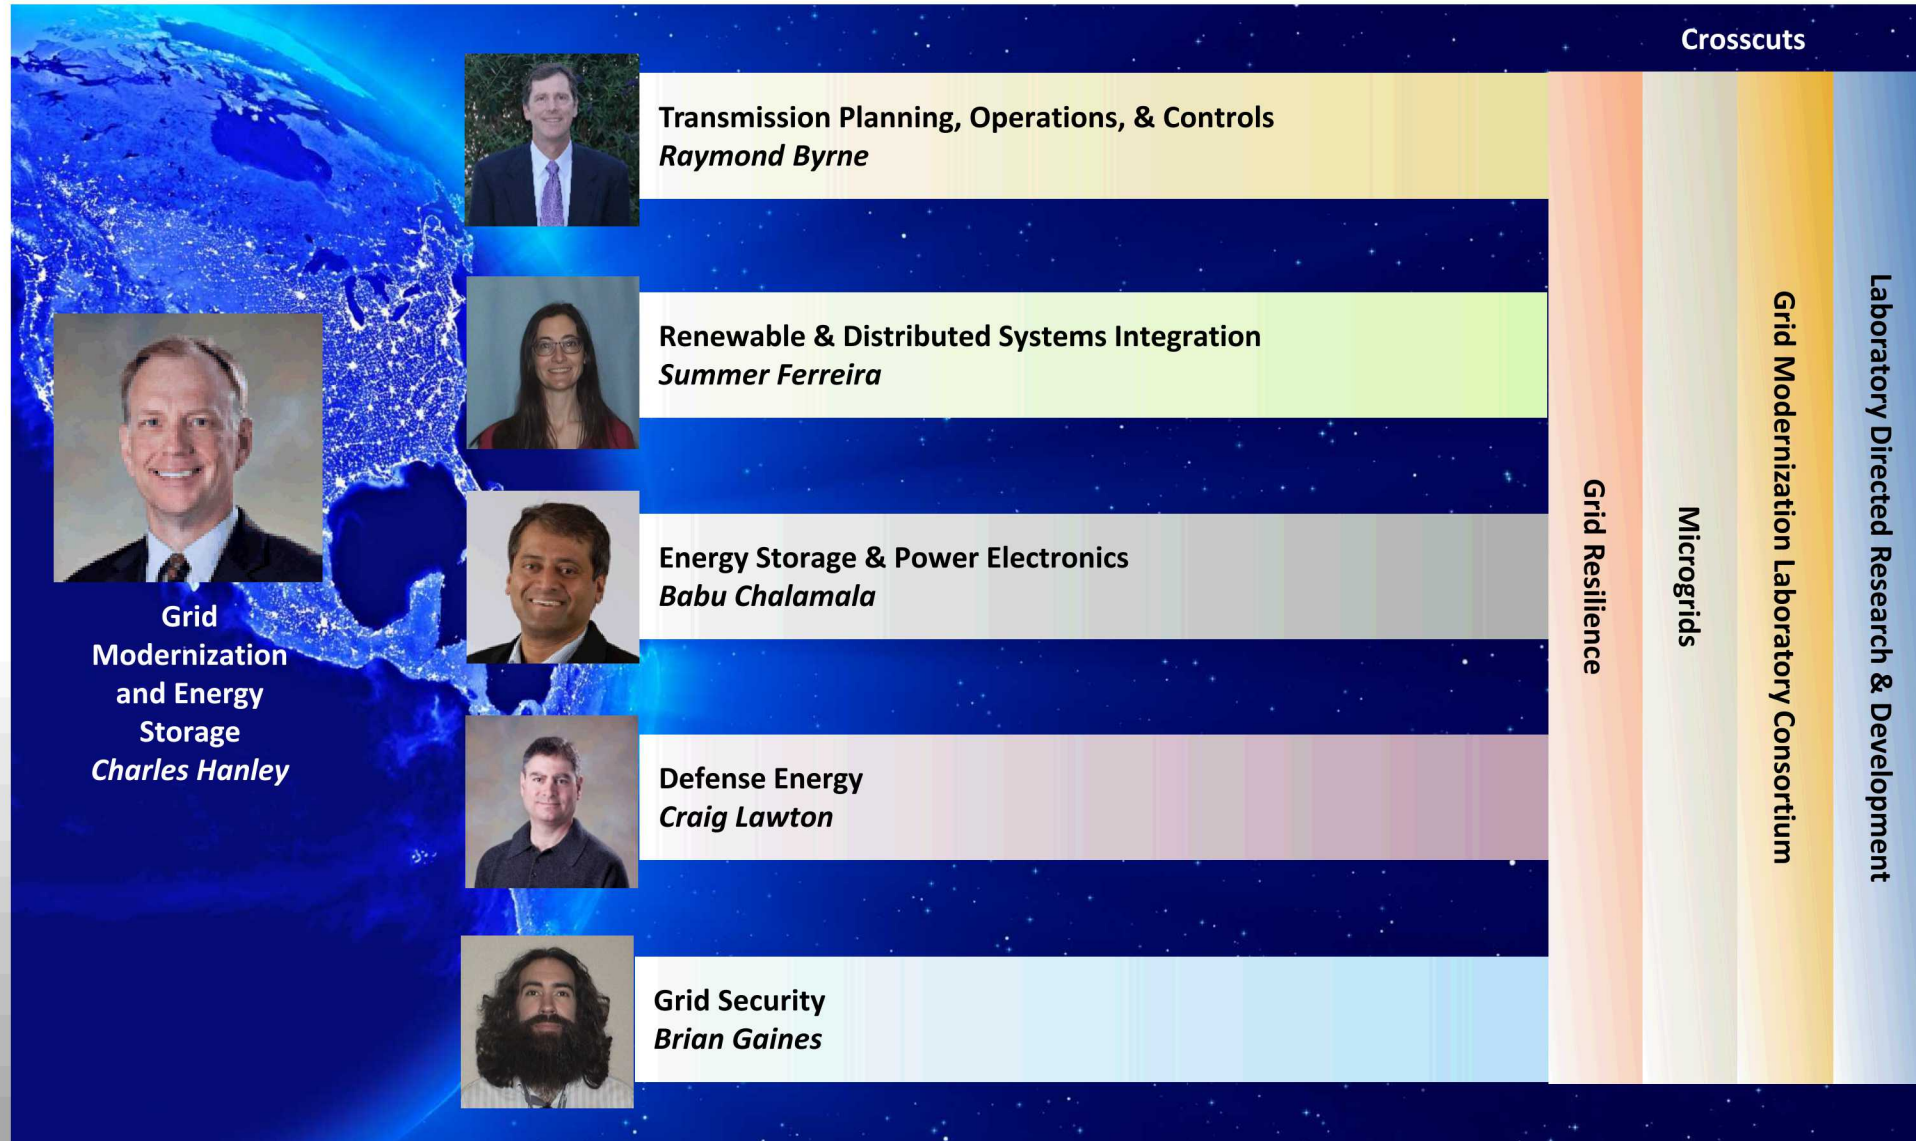 Crosscuts
Transmission Planning, Operations, & Controls
Raymond Byrne
Renewable & Distributed Systems Integration
Summer Ferreira
Energy Storage & Power Electronics
Babu Chalamala
Defense Energy
Craig Lawton
Grid Security
Brian Gaines
Grid
Modernization
and Energy
Storage
Charles Hanley
Grid Resilience
Microgrids
Grid Modernization Laboratory Consortium
Laboratory Directed Research & Development